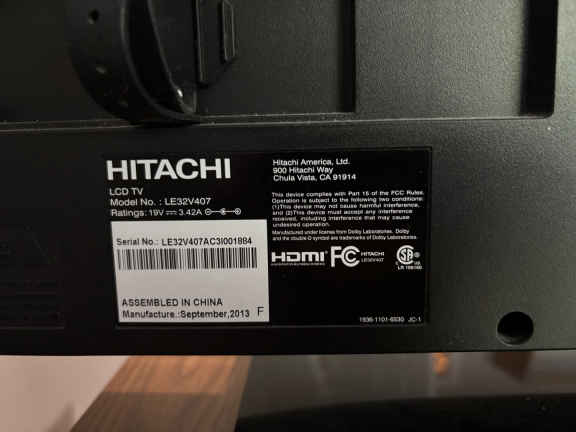 HITACHI
LCD TV
Model No. : LE32V407
Ratings: 19V 3.42A
Serial No.: LE32V407AC3I001884
ASSEMBLED IN CHINA
Manufacture.:September,2013 F
Hitachi America, Ltd.
900 Hitachi Way
Chula Vista, CA 91914
This device complies with Part 15 of the FCC Rules.
Operation is subject to the following two conditions:
(1)This device may not cause harmful interference,
and (2)This device must accept any interference
received, including interference that may cause
undesired operation.
Manufactured under license from Dolby Laboratories. Dolby
and the double-D symbol are trademarks of Dolby Laboratories.
HDMI FC HITACHI
LE32V407
SA
C US
1936-1101-6530 JC-1